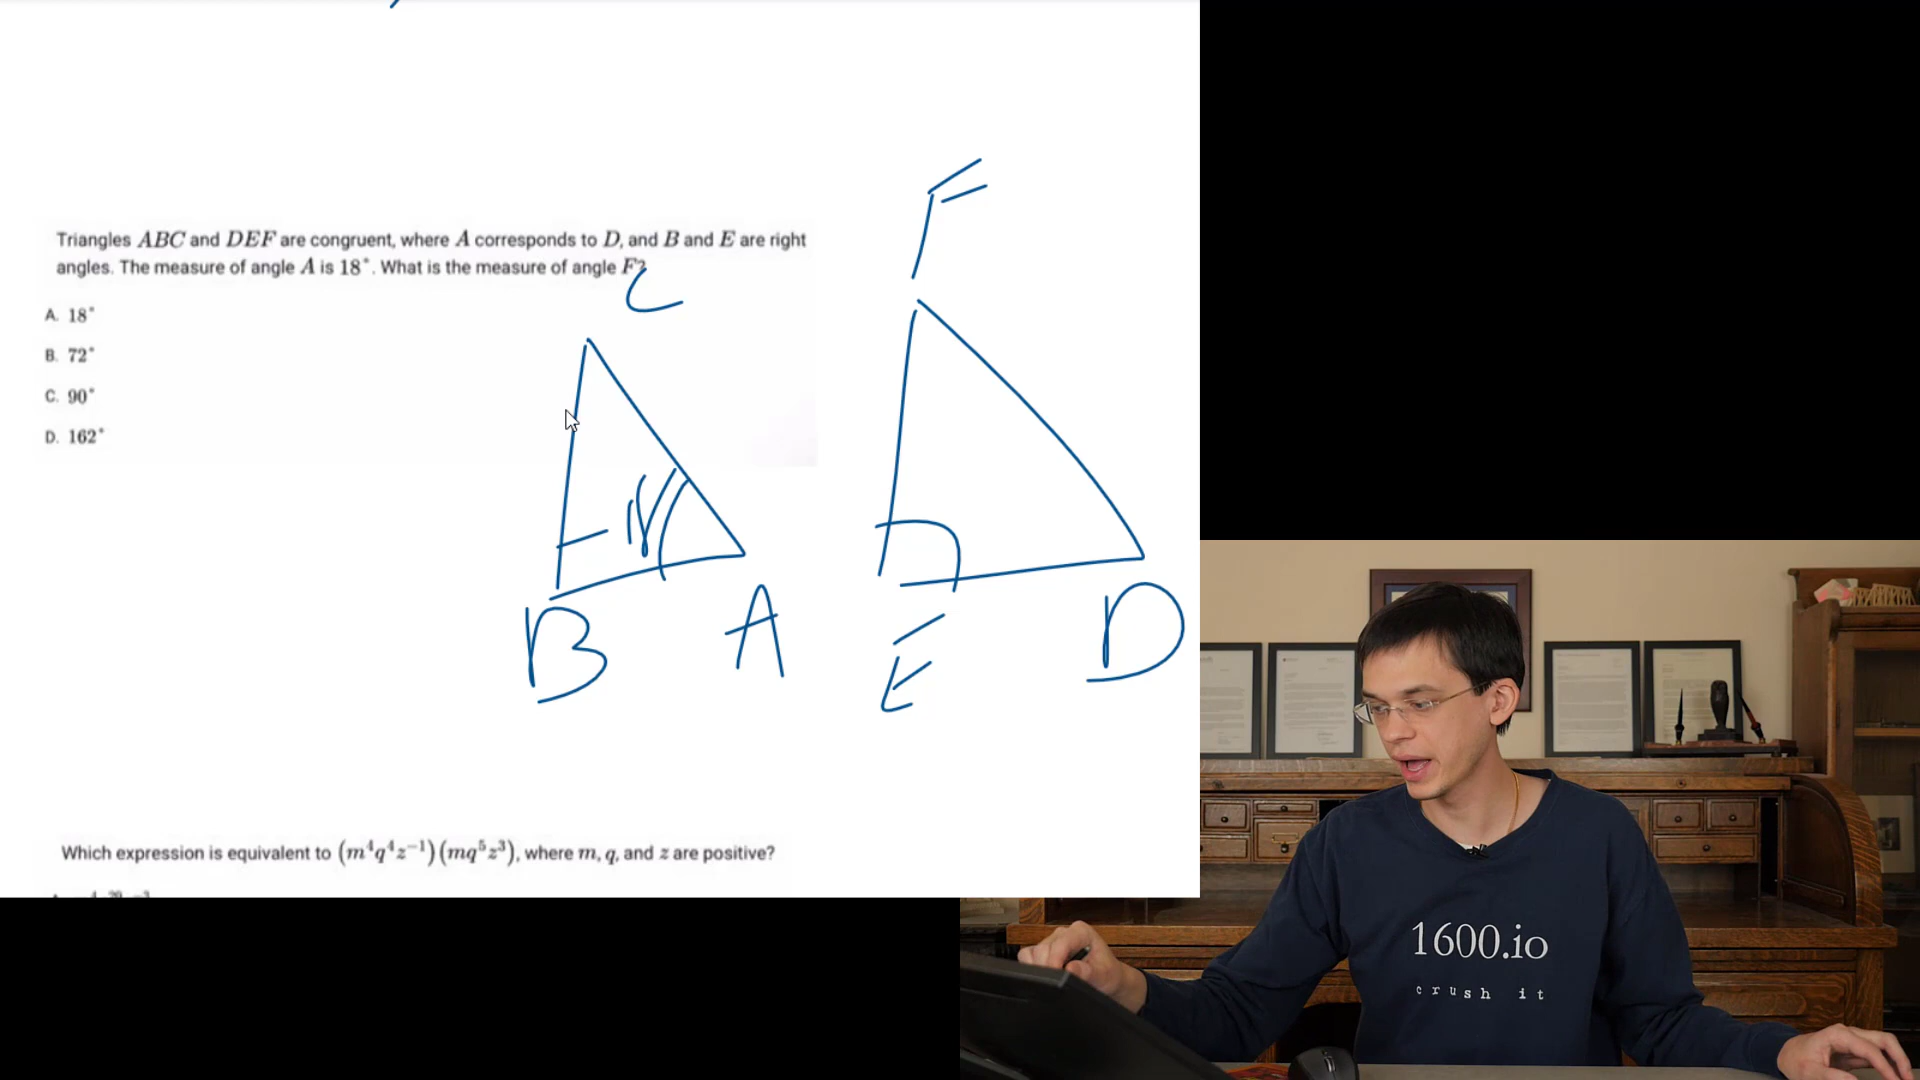 Triangles ABC and DEF are congruent, where A corresponds to D, and B and E are right
angles. The measure of angle A is 18°. What is the measure of angle F?
A. 18°
B. 72°
C. 90°
D. 162°
F
C
18
B
A
E
D
Which expression is equivalent to (m⁴q⁴z⁻¹)(mq⁵z³), where m, q, and z are positive?
1600.io
crush it